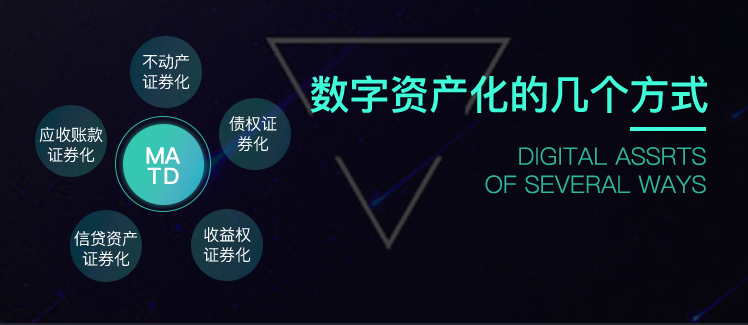 不动产
证券化
应收账款
证券化
债权证
券化
MA
TD
信贷资产
证券化
收益权
证券化
数字资产化的几个方式
DIGITAL ASSRTS
OF SEVERAL WAYS